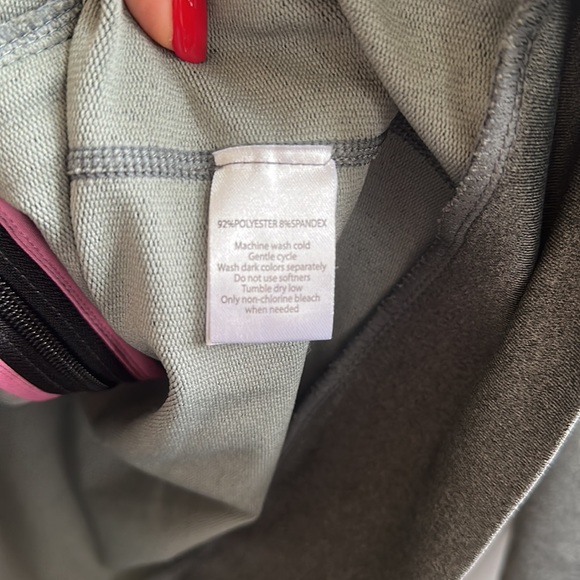 92%POLYESTER 8%SPANDEX
Machine wash cold
Gentle cycle
Wash dark colors separately
Do not use softners
Tumble dry low
Only non-chlorine bleach
when needed